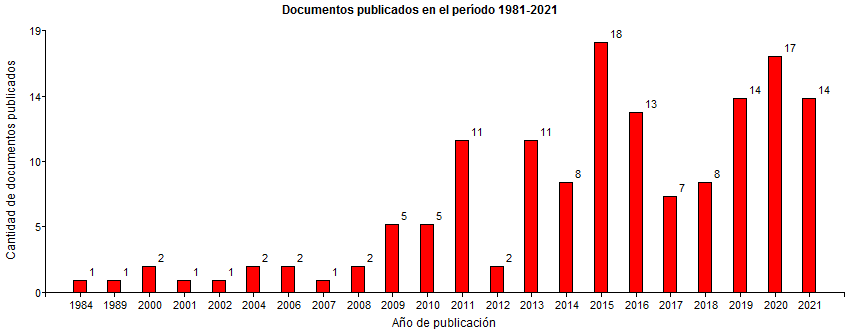 Documentos publicados en el período 1981-2021
Cantidad de documentos publicados
19
14
10
5
0
1 1 2 1 1 2 2 1 2 5 5 11 2 11 8 18 13 7 8 14 17 14
1984 1989 2000 2001 2002 2004 2006 2007 2008 2009 2010 2011 2012 2013 2014 2015 2016 2017 2018 2019 2020 2021
Año de publicación